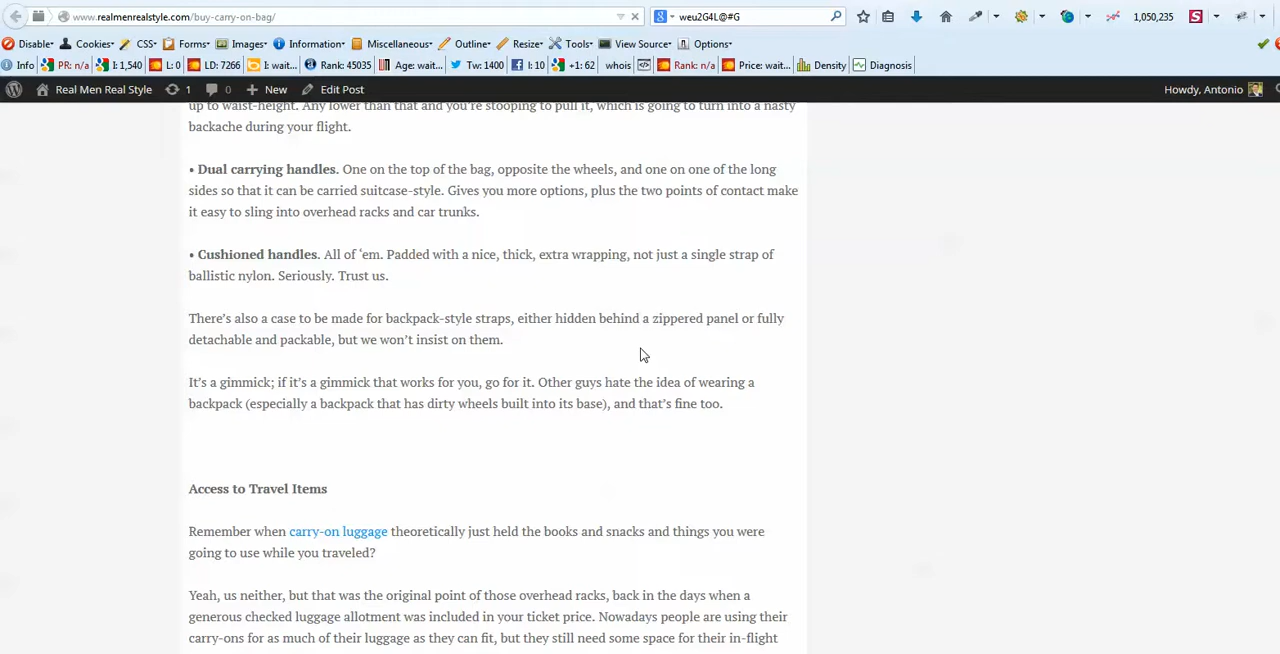 www.realmenrealstyle.com/buy-carry-on-bag/
weu2G4L@#G
1,050,235
Disable▾ Cookies▾ CSS▾ Forms▾ Images▾ Information▾ Miscellaneous▾ Outline▾ Resize▾ Tools▾ View Source▾ Options▾
Info PR: n/a I: 1,540 L: 0 LD: 7266 I: wait... Rank: 45035 Age: wait... Tw: 1400 I: 10 +1: 62 whois Rank: n/a Price: wait... Density Diagnosis
Real Men Real Style 1 0 New Edit Post Howdy, Antonio
up to waist-height. Any lower than that and you're stooping to pull it, which is going to turn into a nasty
backache during your flight.
• Dual carrying handles. One on the top of the bag, opposite the wheels, and one on one of the long
sides so that it can be carried suitcase-style. Gives you more options, plus the two points of contact make
it easy to sling into overhead racks and car trunks.
• Cushioned handles. All of ‘em. Padded with a nice, thick, extra wrapping, not just a single strap of
ballistic nylon. Seriously. Trust us.
There’s also a case to be made for backpack-style straps, either hidden behind a zippered panel or fully
detachable and packable, but we won’t insist on them.
It’s a gimmick; if it’s a gimmick that works for you, go for it. Other guys hate the idea of wearing a
backpack (especially a backpack that has dirty wheels built into its base), and that’s fine too.
Access to Travel Items
Remember when carry-on luggage theoretically just held the books and snacks and things you were
going to use while you traveled?
Yeah, us neither, but that was the original point of those overhead racks, back in the days when a
generous checked luggage allotment was included in your ticket price. Nowadays people are using their
carry-ons for as much of their luggage as they can fit, but they still need some space for their in-flight